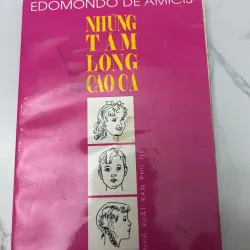 EDOMONDO DE AMICIS
NHỮNG
TẤM
LÒNG
CAO CẢ
NHÀ XUẤT BẢN PHỤ NỮ